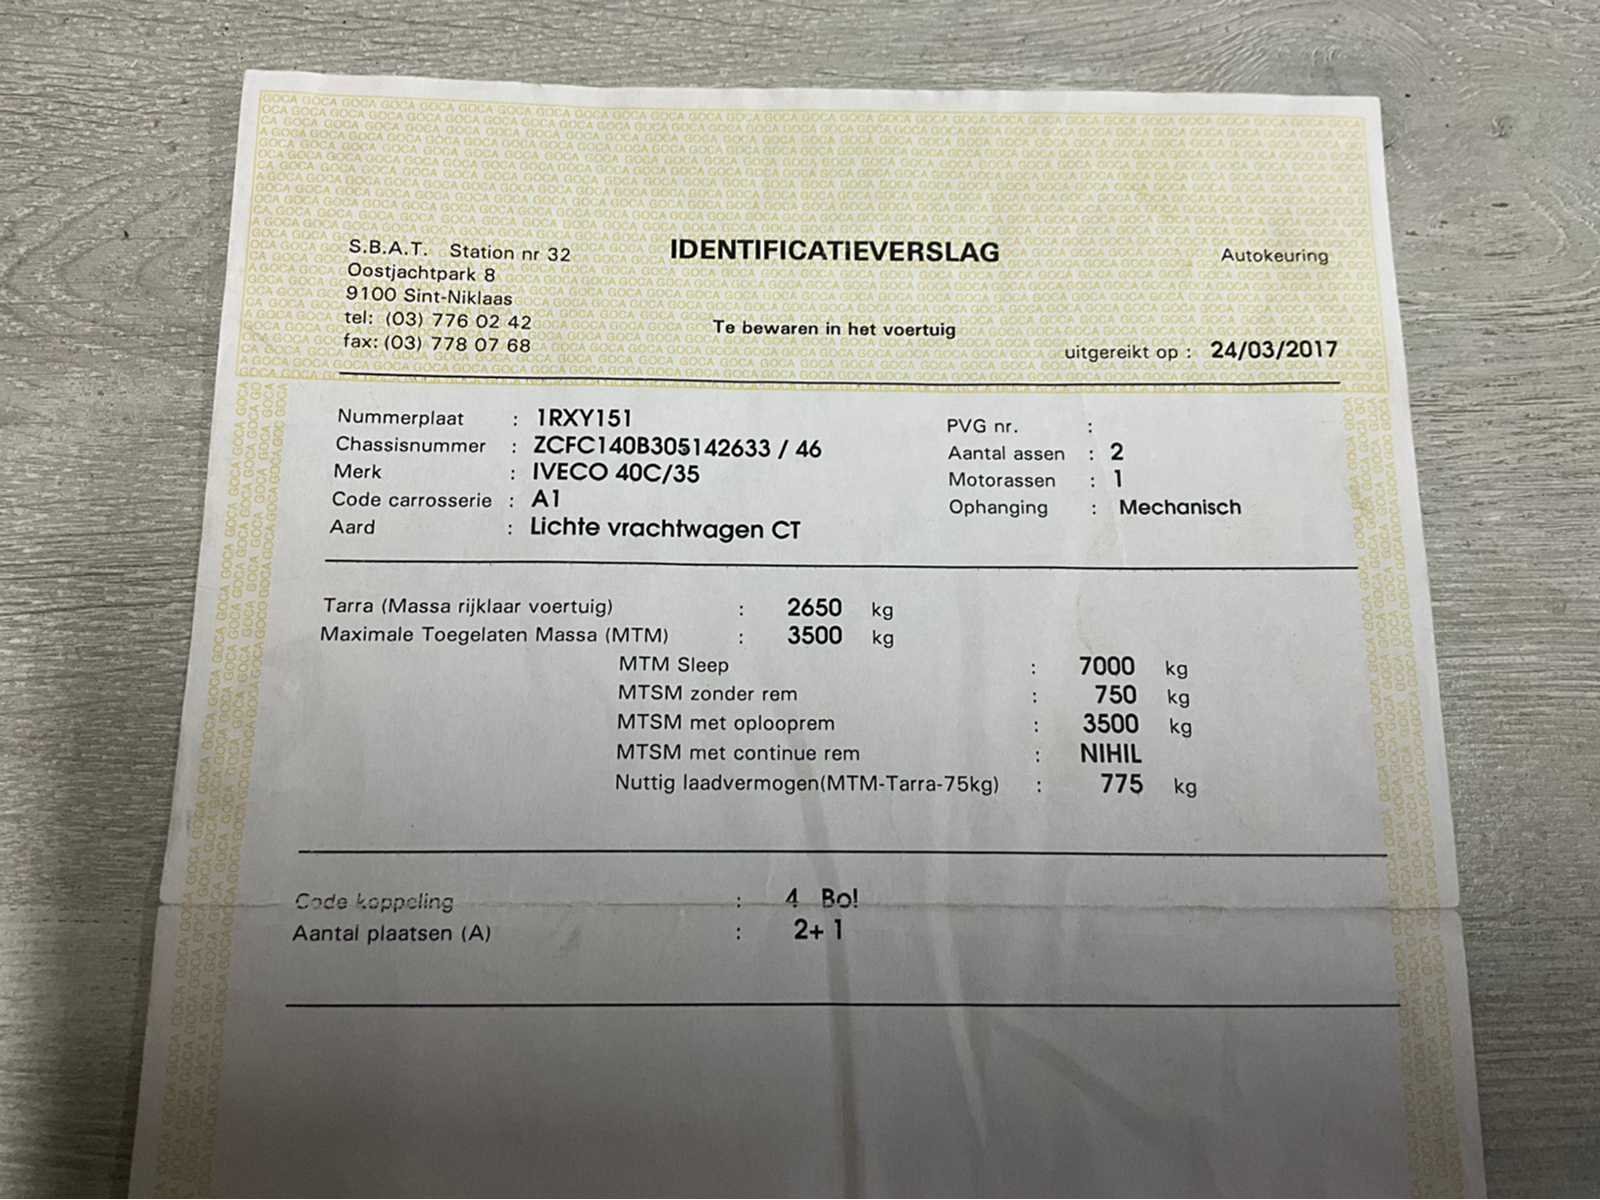 S.B.A.T. Station nr 32
Oostjachtpark 8
9100 Sint-Niklaas
tel: (03) 776 02 42
fax: (03) 778 07 68
IDENTIFICATIEVERSLAG
Te bewaren in het voertuig
Autokeuring
uitgereikt op : 24/03/2017
Nummerplaat : 1RXY151
Chassisnummer : ZCFC140B305142633 / 46
Merk : IVECO 40C/35
Code carrosserie : A1
Aard : Lichte vrachtwagen CT
PVG nr. :
Aantal assen : 2
Motorassen : 1
Ophanging : Mechanisch
Tarra (Massa rijklaar voertuig) : 2650 kg
Maximale Toegelaten Massa (MTM) : 3500 kg
MTM Sleep : 7000 kg
MTSM zonder rem : 750 kg
MTSM met oplooprem : 3500 kg
MTSM met continue rem : NIHIL
Nuttig laadvermogen(MTM-Tarra-75kg) : 775 kg
Code koppeling : 4 Bol
Aantal plaatsen (A) : 2+ 1